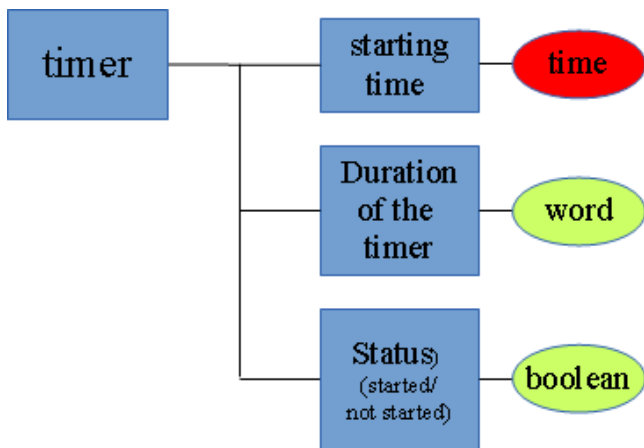 timer
starting
time
time
Duration
of the
timer
word
Status)
(started/
not started)
boolean